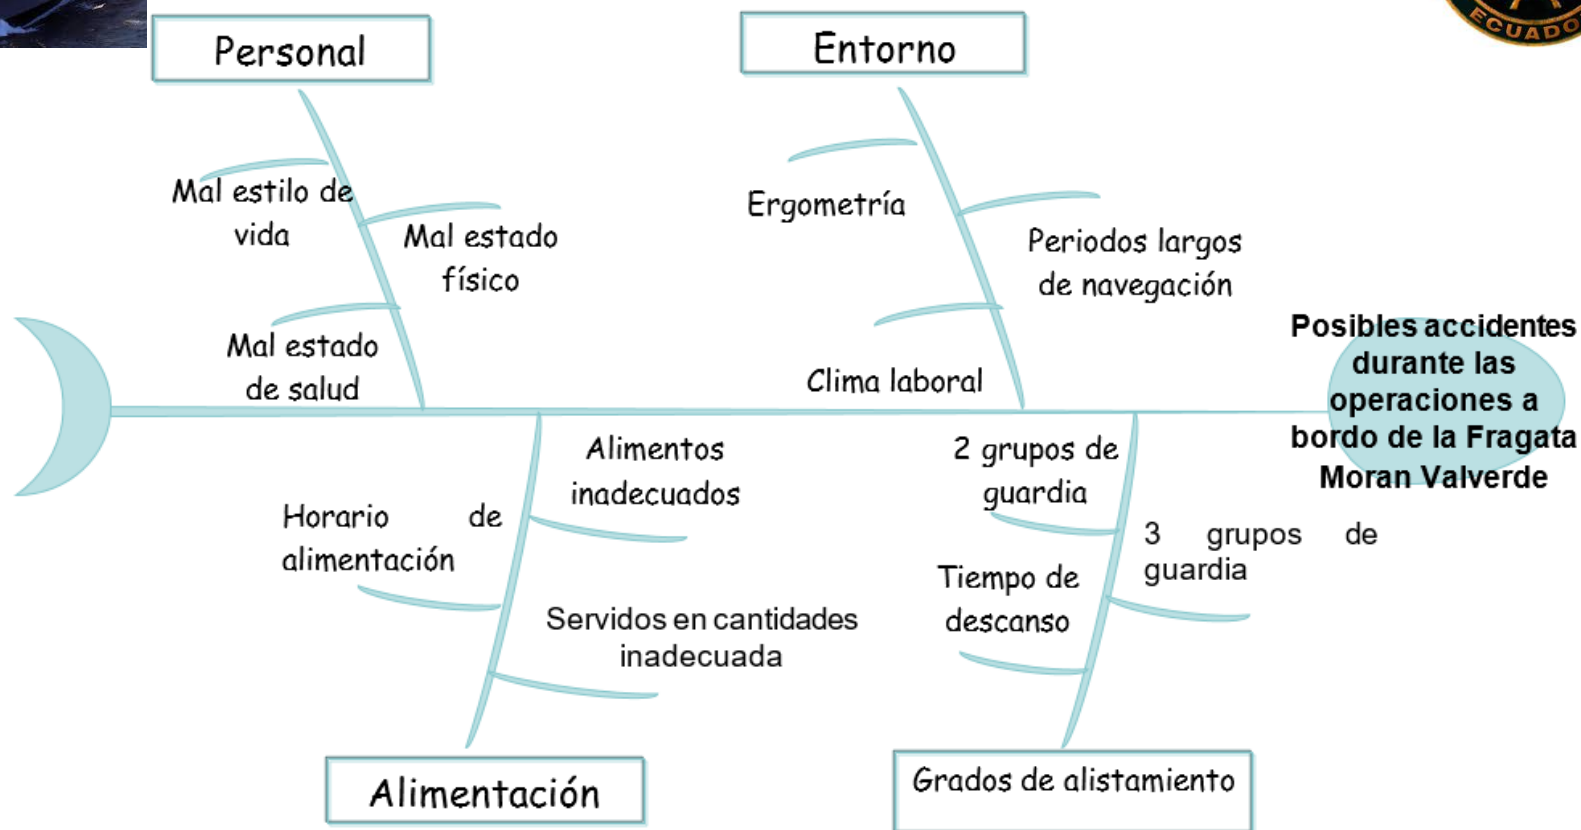 Personal
Entorno
ECUADO
Mal estilo de
vida
Mal estado
físico
Mal estado
de salud
Ergometría
Periodos largos
de navegación
Clima laboral
Posibles accidentes
durante las
operaciones a
bordo de la Fragata
Moran Valverde
Alimentos
inadecuados
Horario de
alimentación
Servidos en cantidades
inadecuada
2 grupos de
guardia
3 grupos de
guardia
Tiempo de
descanso
Alimentación
Grados de alistamiento